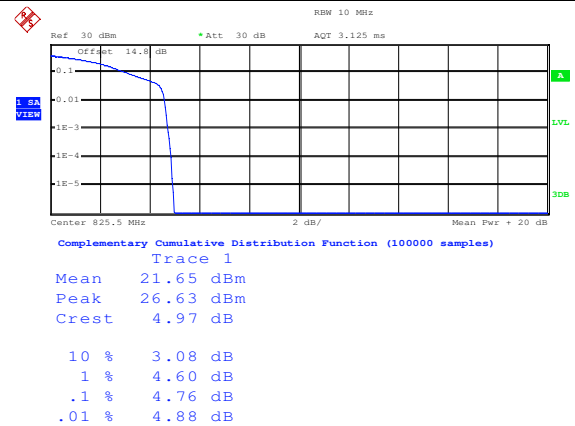 RBW 10 MHz
Ref 30 dBm *Att 30 dB AQT 3.125 ms
Offset 14.8 dB
0.1
A
1 SA
VIEW
0.01
LVL
1E-3
1E-4
1E-5
3DB
Center 825.5 MHz 2 dB/ Mean Pwr + 20 dB
Complementary Cumulative Distribution Function (100000 samples)
Trace 1
Mean 21.65 dBm
Peak 26.63 dBm
Crest 4.97 dB
10 % 3.08 dB
1 % 4.60 dB
.1 % 4.76 dB
.01 % 4.88 dB